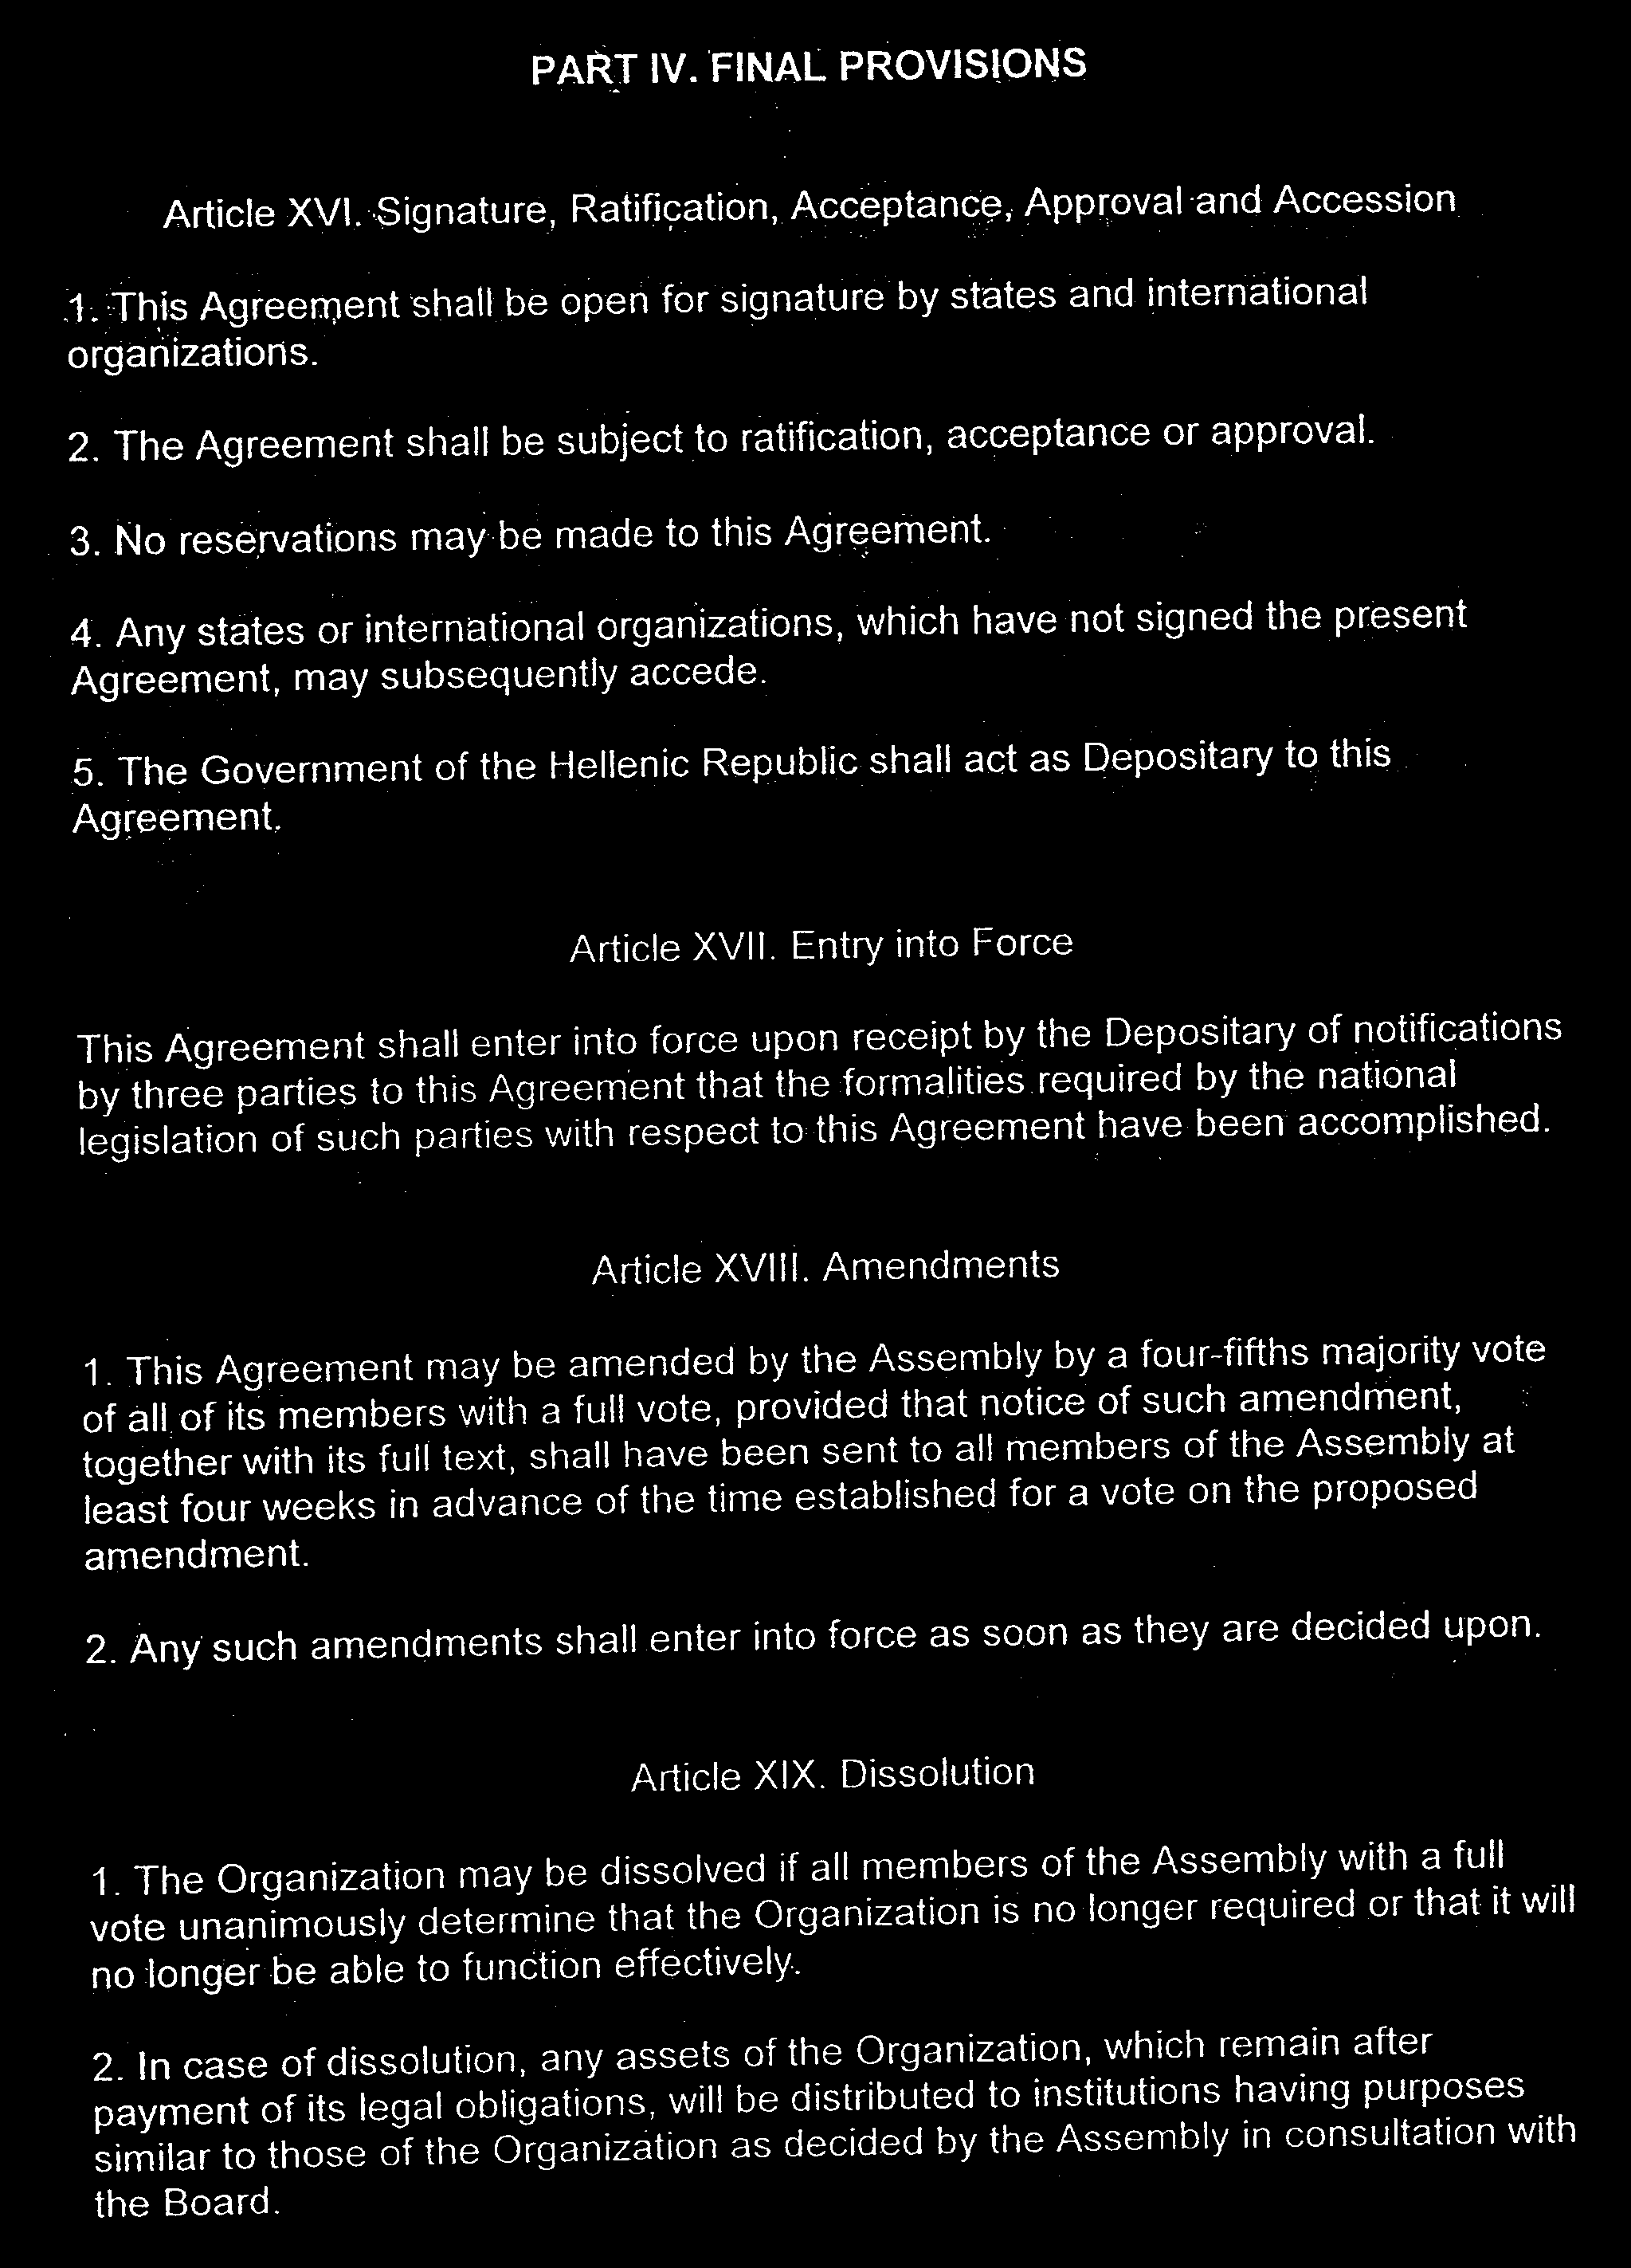 PART IV. FINAL PROVISIONS
Article XVI. Signature, Ratification, Acceptance, Approval and Accession
1. This Agreement shall be open for signature by states and international
organizations.
2. The Agreement shall be subject to ratification, acceptance or approval.
3. No reservations may be made to this Agreement.
4. Any states or international organizations, which have not signed the present
Agreement, may subsequently accede.
5. The Government of the Hellenic Republic shall act as Depositary to this
Agreement.
Article XVII. Entry into Force
This Agreement shall enter into force upon receipt by the Depositary of notifications
by three parties to this Agreement that the formalities required by the national
legislation of such parties with respect to this Agreement have been accomplished.
Article XVIII. Amendments
1. This Agreement may be amended by the Assembly by a four-fifths majority vote
of all of its members with a full vote, provided that notice of such amendment,
together with its full text, shall have been sent to all members of the Assembly at
least four weeks in advance of the time established for a vote on the proposed
amendment.
2. Any such amendments shall enter into force as soon as they are decided upon.
Article XIX. Dissolution
1. The Organization may be dissolved if all members of the Assembly with a full
vote unanimously determine that the Organization is no longer required or that it will
no longer be able to function effectively.
2. In case of dissolution, any assets of the Organization, which remain after
payment of its legal obligations, will be distributed to institutions having purposes
similar to those of the Organization as decided by the Assembly in consultation with
the Board.